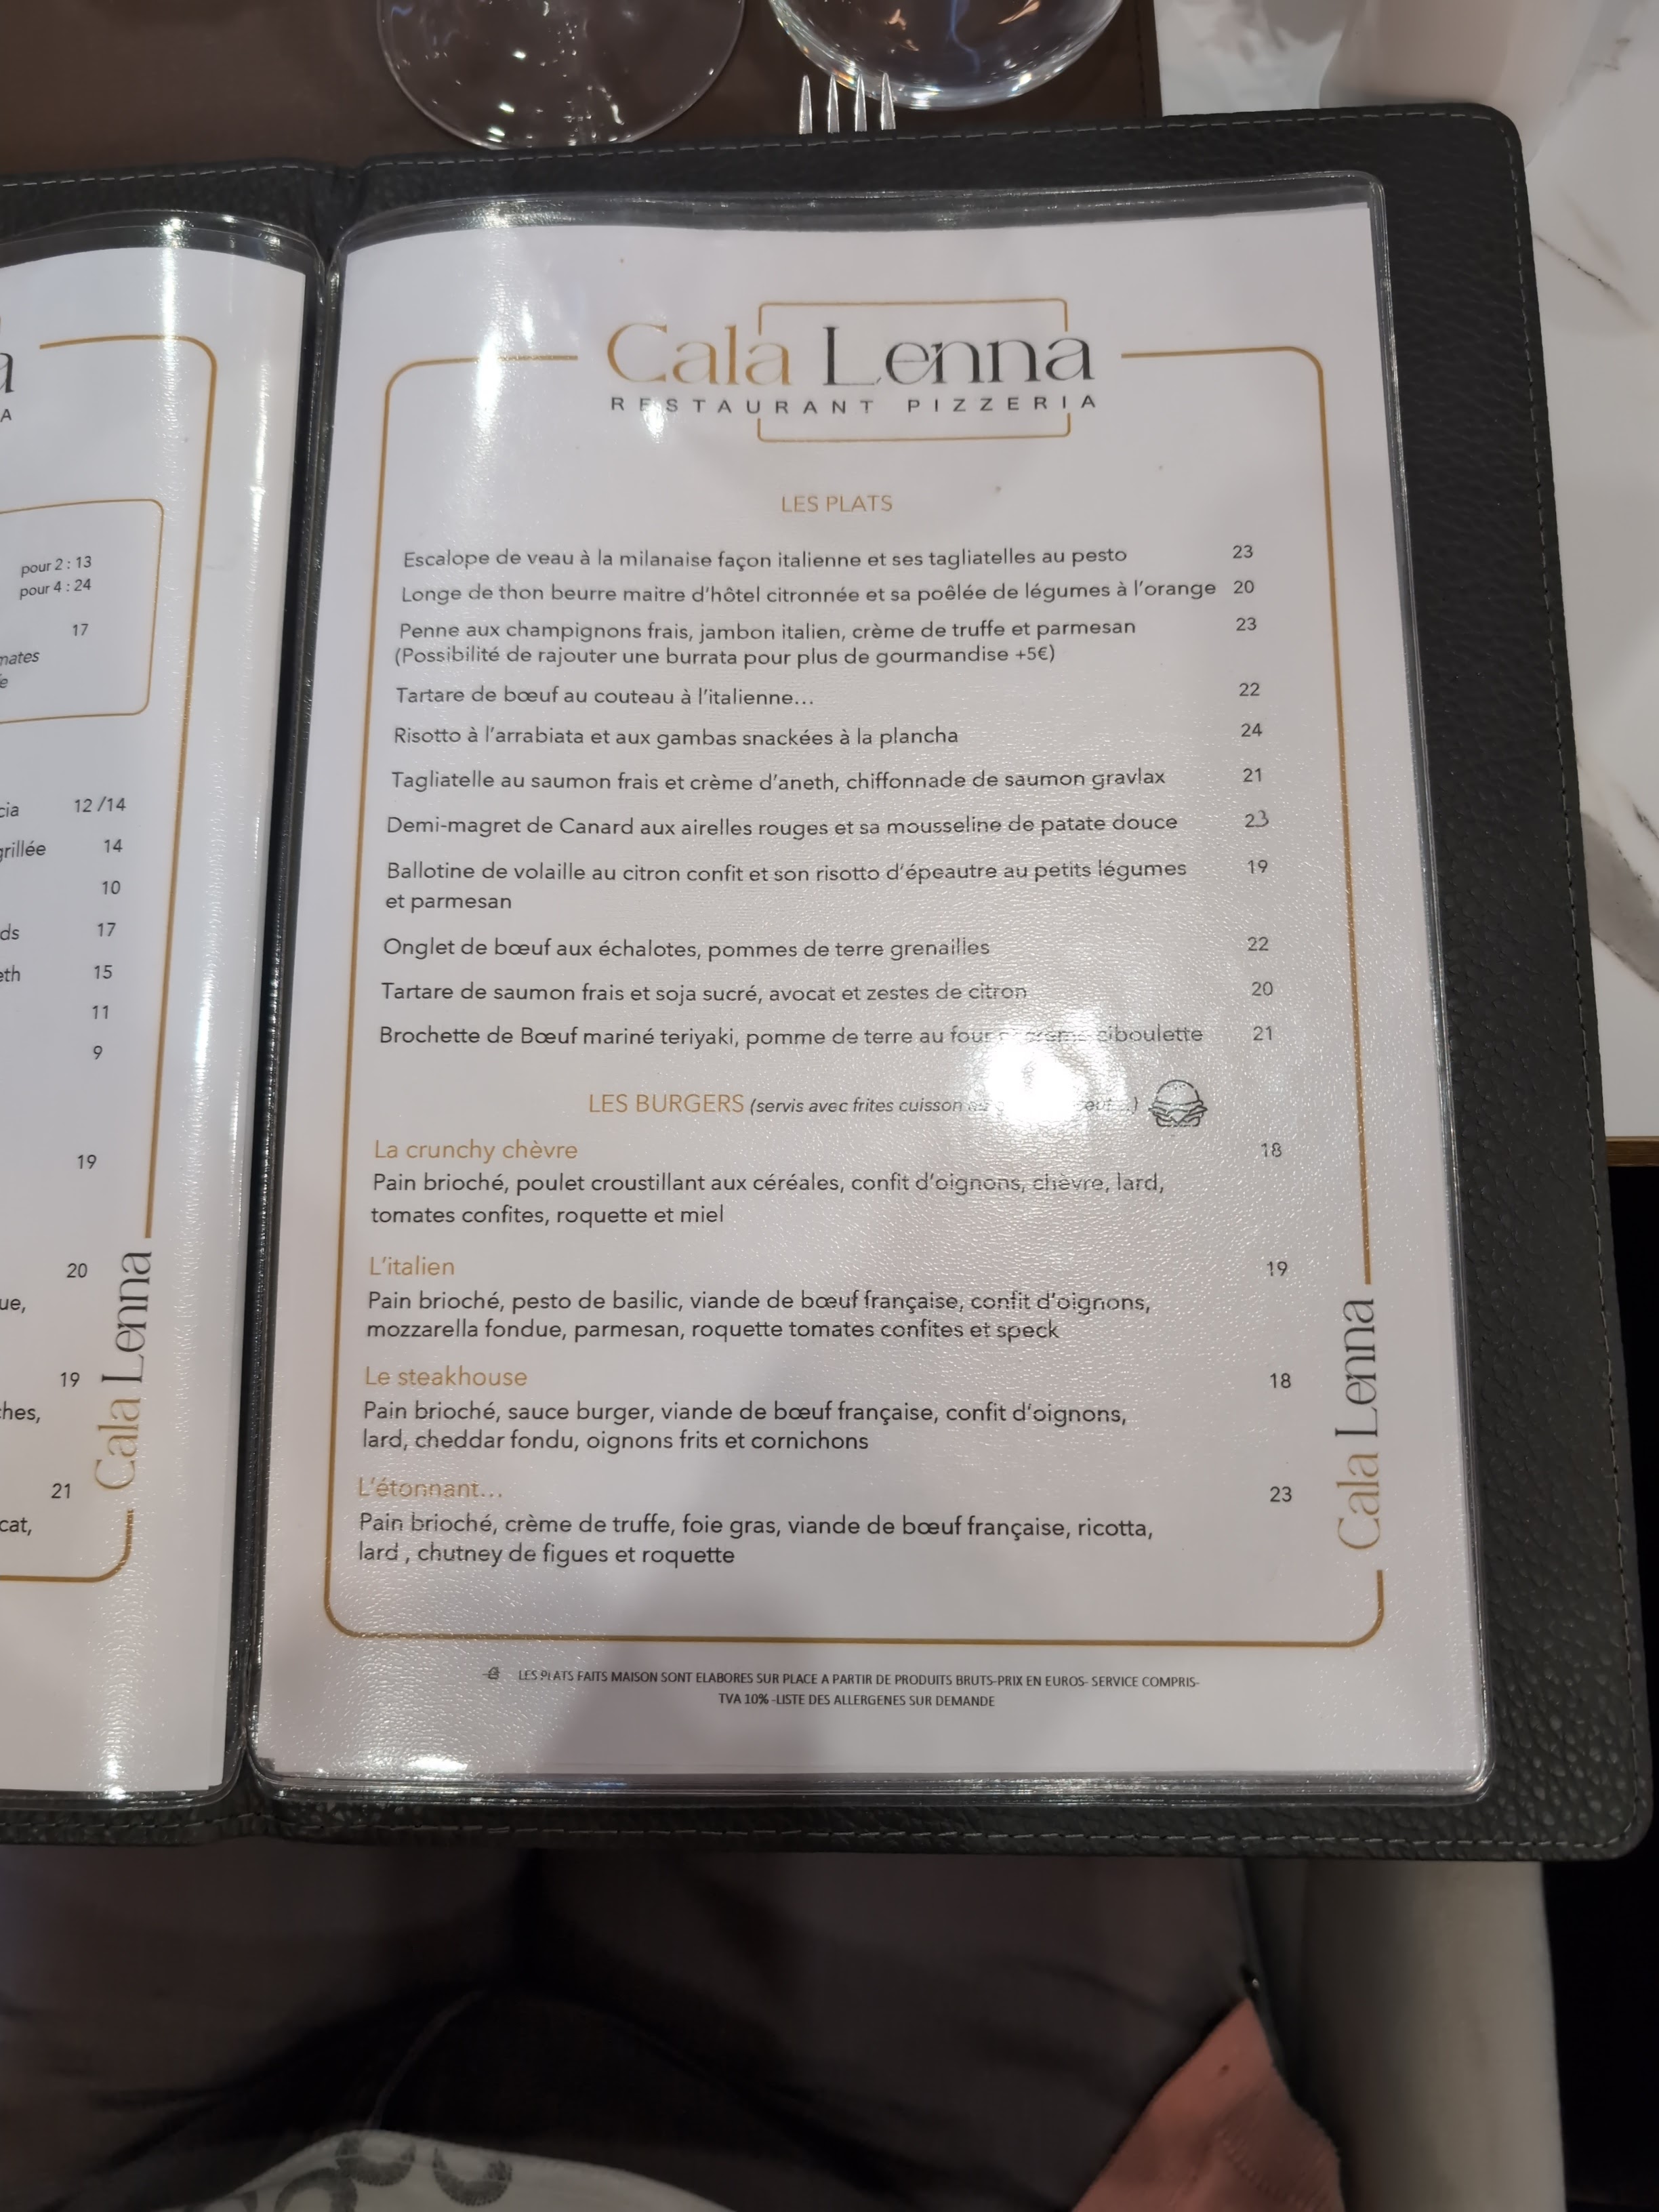 a
A
pour 2 : 13
pour 4 : 24
17
mates
cia 12 /14
grillée 14
10
ds 17
eth 15
11
9
19
20
ue,
19
ches,
21
cat,
Cala Lenna
Cala Lenna
RESTAURANT PIZZERIA
LES PLATS
Escalope de veau à la milanaise façon italienne et ses tagliatelles au pesto 23
Longe de thon beurre maitre d'hôtel citronnée et sa poêlée de légumes à l'orange 20
Penne aux champignons frais, jambon italien, crème de truffe et parmesan 23
(Possibilité de rajouter une burrata pour plus de gourmandise +5€)
Tartare de bœuf au couteau à l'italienne... 22
Risotto à l'arrabiata et aux gambas snackées à la plancha 24
Tagliatelle au saumon frais et crème d'aneth, chiffonnade de saumon gravlax 21
Demi-magret de Canard aux airelles rouges et sa mousseline de patate douce 23
Ballotine de volaille au citron confit et son risotto d'épeautre au petits légumes 19
et parmesan
Onglet de bœuf aux échalotes, pommes de terre grenailles 22
Tartare de saumon frais et soja sucré, avocat et zestes de citron 20
Brochette de Bœuf mariné teriyaki, pomme de terre au four crème ciboulette 21
LES BURGERS (servis avec frites cuisson
La crunchy chèvre 18
Pain brioché, poulet croustillant aux céréales, confit d'oignons, chèvre, lard,
tomates confites, roquette et miel
L'italien 19
Pain brioché, pesto de basilic, viande de bœuf française, confit d'oignons,
mozzarella fondue, parmesan, roquette tomates confites et speck
Le steakhouse 18
Pain brioché, sauce burger, viande de bœuf française, confit d'oignons,
lard, cheddar fondu, oignons frits et cornichons
L'étonnant... 23
Pain brioché, crème de truffe, foie gras, viande de bœuf française, ricotta,
lard , chutney de figues et roquette
Cala Lenna
LES PLATS FAITS MAISON SONT ELABORES SUR PLACE A PARTIR DE PRODUITS BRUTS-PRIX EN EUROS- SERVICE COMPRIS-
TVA 10% -LISTE DES ALLERGENES SUR DEMANDE